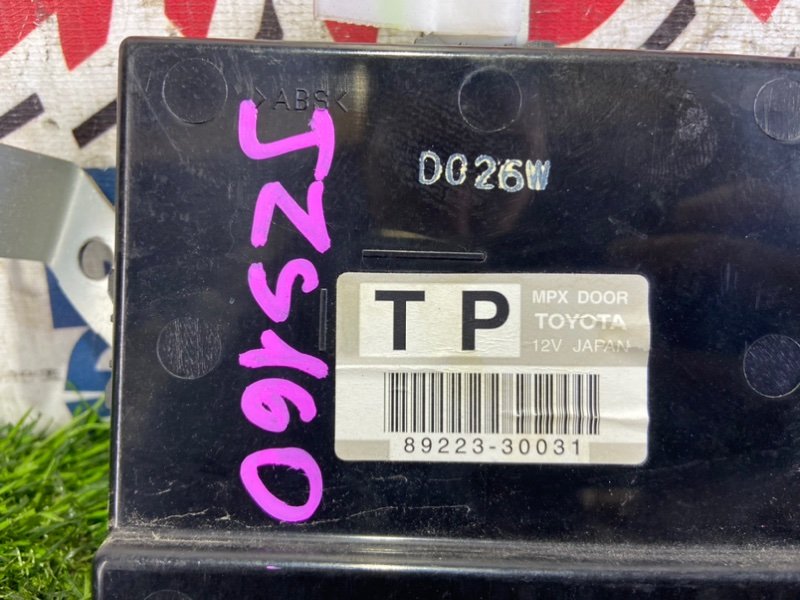 >ABS<
JZS160
D026W
TP
MPX DOOR
TOYOTA
12V JAPAN
89223-30031